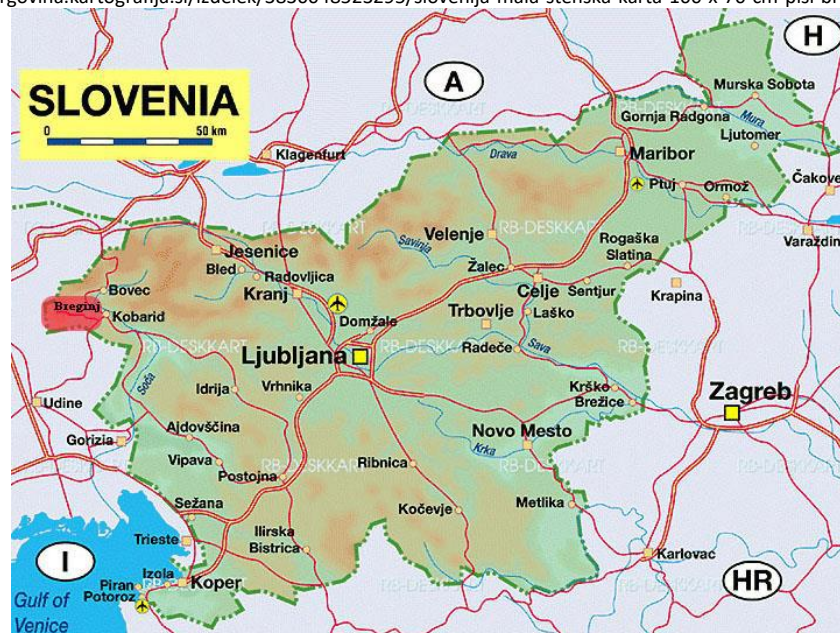 SLOVENIA
0 50 km
A
H
I
HR
Murska Sobota
Gornja Radgona
Mura
Ljutomer
Klagenfurt
Drava
Maribor
Ptuj
Ormož
Čakove
Varaždin
Velenje
Savinja
Rogaška
Slatina
Jesenice
Bled
Radovljica
Žalec
Celje
Šentjur
Krapina
Bovec
Breginj
Kobarid
Kranj
Domžale
Trbovlje
Laško
Ljubljana
Radeče
Sava
Soča
Idrija
Vrhnika
Krško
Brežice
Zagreb
Udine
Gorizia
Ajdovščina
Novo Mesto
Krka
Vipava
Postojna
Ribnica
Sežana
Kočevje
Metlika
Trieste
Ilirska
Bistrica
Karlovac
Izola
Piran
Potoroz
Koper
Gulf of
Venice
RB-DESKKART